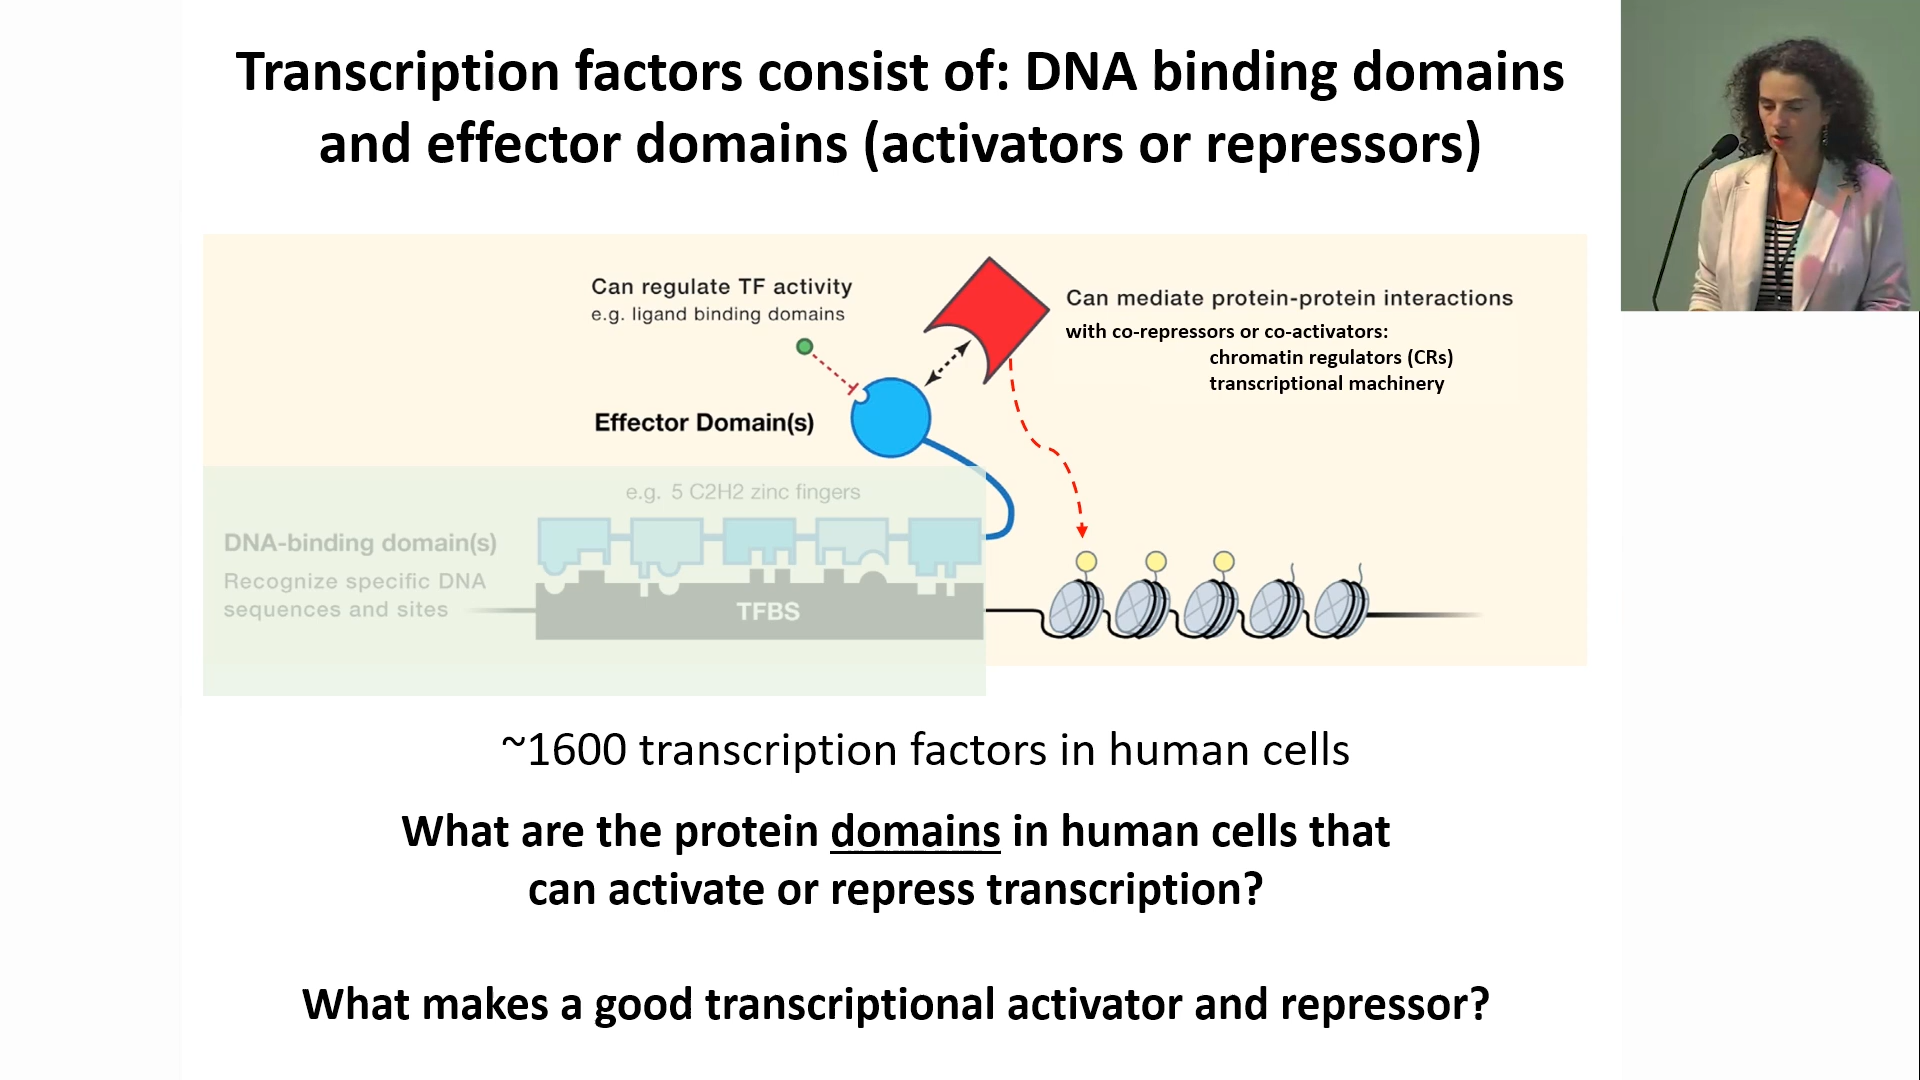 Transcription factors consist of: DNA binding domains
and effector domains (activators or repressors)
Can regulate TF activity
e.g. ligand binding domains
Can mediate protein-protein interactions
with co-repressors or co-activators:
chromatin regulators (CRs)
transcriptional machinery
Effector Domain(s)
e.g. 5 C2H2 zinc fingers
DNA-binding domain(s)
Recognize specific DNA
sequences and sites
TFBS
~1600 transcription factors in human cells
What are the protein domains in human cells that
can activate or repress transcription?
What makes a good transcriptional activator and repressor?